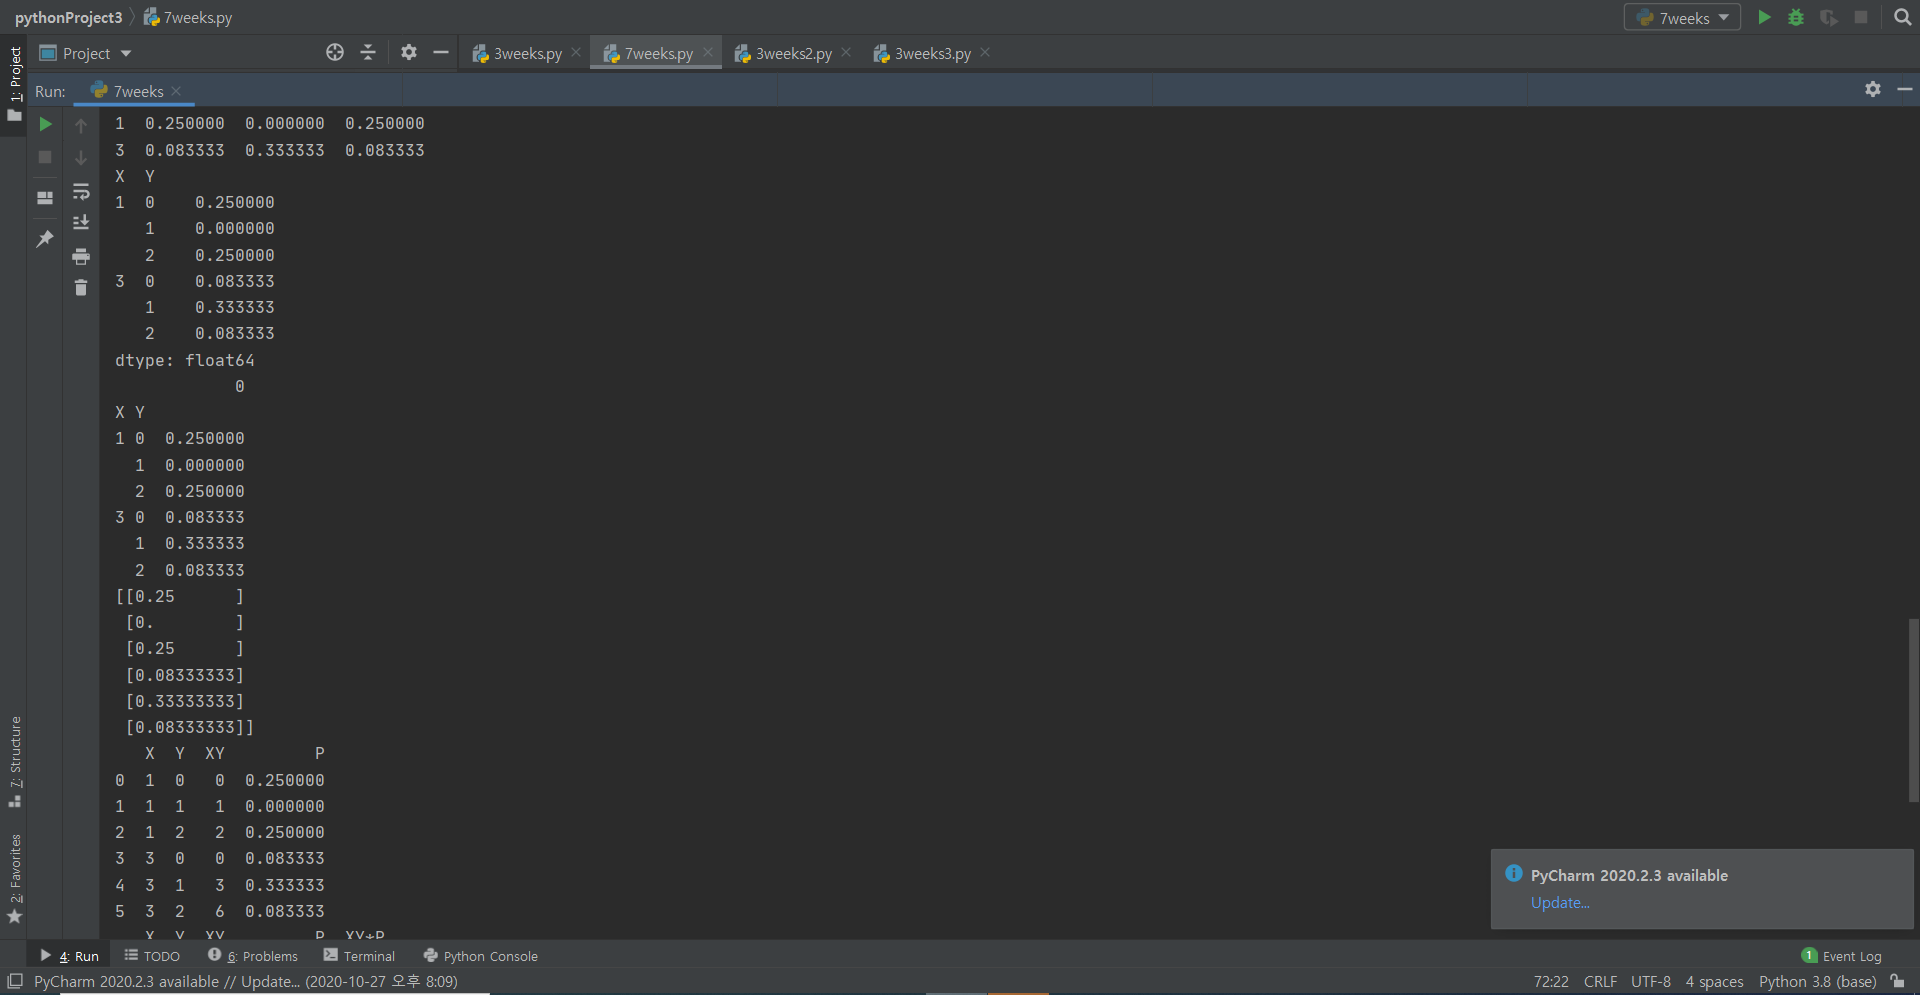 pythonProject3 7weeks.py 7weeks
Project 3weeks.py 7weeks.py 3weeks2.py 3weeks3.py
1: Project
Run: 7weeks
1  0.250000  0.000000  0.250000
3  0.083333  0.333333  0.083333
X  Y
1  0    0.250000
   1    0.000000
   2    0.250000
3  0    0.083333
   1    0.333333
   2    0.083333
dtype: float64
            0
X Y
1 0  0.250000
  1  0.000000
  2  0.250000
3 0  0.083333
  1  0.333333
  2  0.083333
[[0.25      ]
 [0.        ]
 [0.25      ]
 [0.08333333]
 [0.33333333]
 [0.08333333]]
   X  Y  XY         P
0  1  0   0  0.250000
1  1  1   1  0.000000
2  1  2   2  0.250000
3  3  0   0  0.083333
4  3  1   3  0.333333
5  3  2   6  0.083333
   X  Y  XY         P  XY*P
7: Structure
2: Favorites
PyCharm 2020.2.3 available
Update...
4: Run TODO 6: Problems Terminal Python Console 1 Event Log
PyCharm 2020.2.3 available // Update... (2020-10-27 오후 8:09) 72:22 CRLF UTF-8 4 spaces Python 3.8 (base)